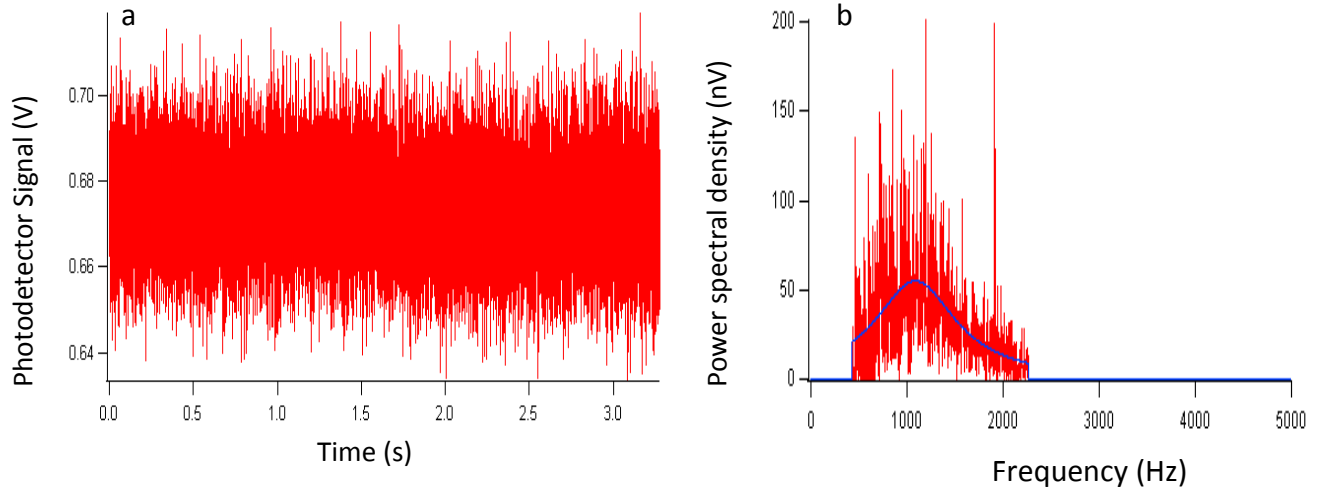 a
Photodetector Signal (V)
0.70
0.68
0.66
0.64
0.0 0.5 1.0 1.5 2.0 2.5 3.0
Time (s)
b
Power spectral density (nV)
200
150
100
50
0
0 1000 2000 3000 4000 5000
Frequency (Hz)